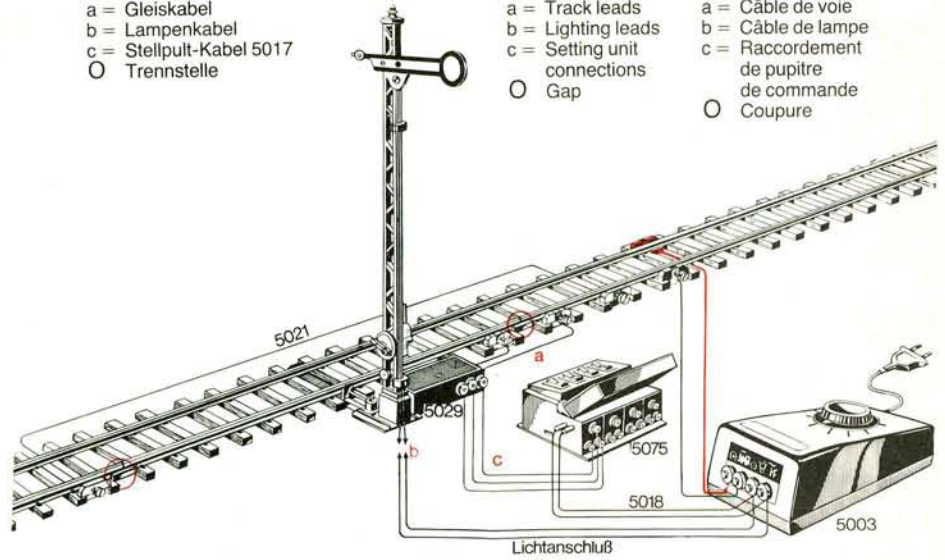 a = Gleiskabel
b = Lampenkabel
c = Stellpult-Kabel 5017
O Trennstelle
a = Track leads
b = Lighting leads
c = Setting unit
connections
O Gap
a = Câble de voie
b = Câble de lampe
c = Raccordement
de pupitre
de commande
O Coupure
5021
a
5029
5075
b
c
5018
5003
Lichtanschluß